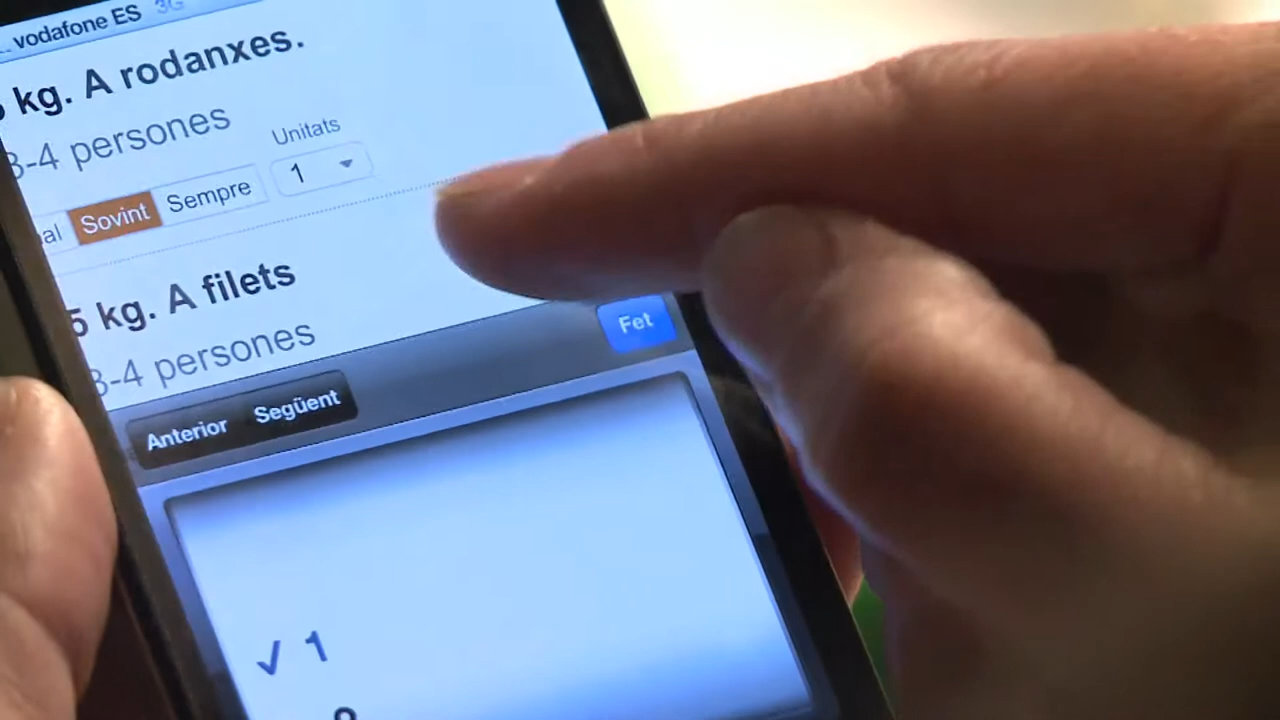 vodafone ES 3G
kg. A rodanxes.
3-4 persones
Unitats
Sovint Sempre 1
5 kg. A filets
3-4 persones
Fet
Anterior Següent
✓ 1